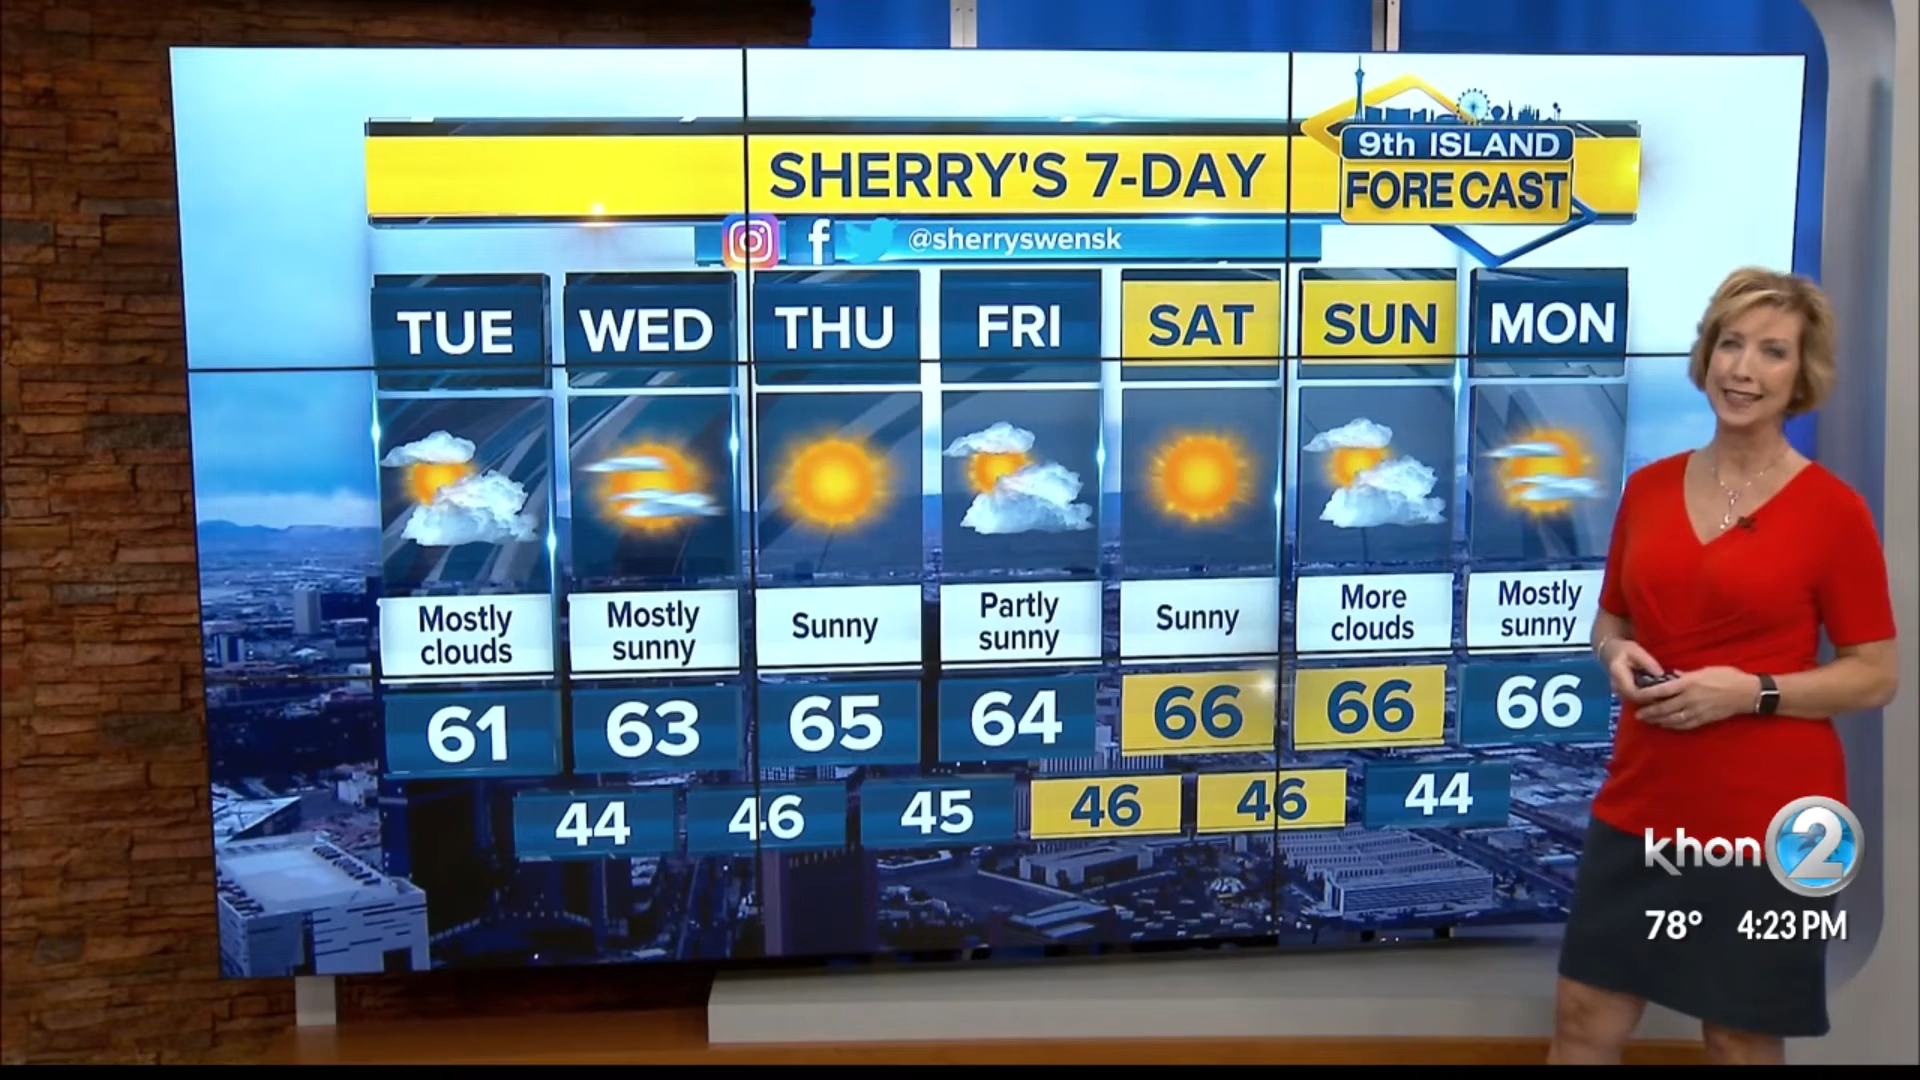 SHERRY'S 7-DAY
9th ISLAND
FORECAST
@sherryswensk
TUE WED THU FRI SAT SUN MON
Mostly clouds
Mostly sunny
Sunny
Partly sunny
Sunny
More clouds
Mostly sunny
61 63 65 64 66 66 66
44 46 45 46 46 44
khon 2
78° 4:23 PM